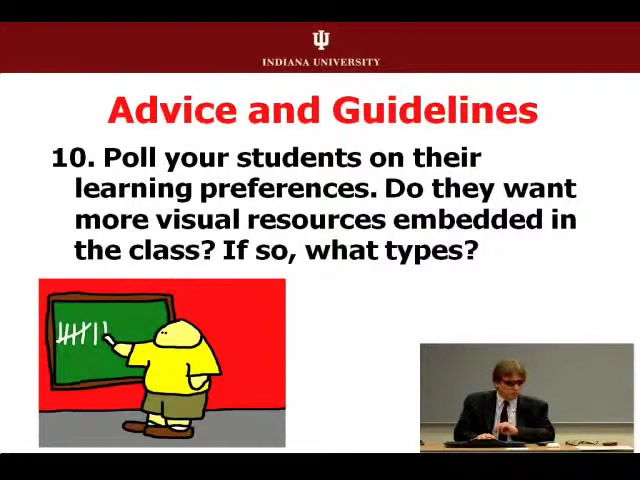 INDIANA UNIVERSITY
Advice and Guidelines
10. Poll your students on their
learning preferences. Do they want
more visual resources embedded in
the class? If so, what types?